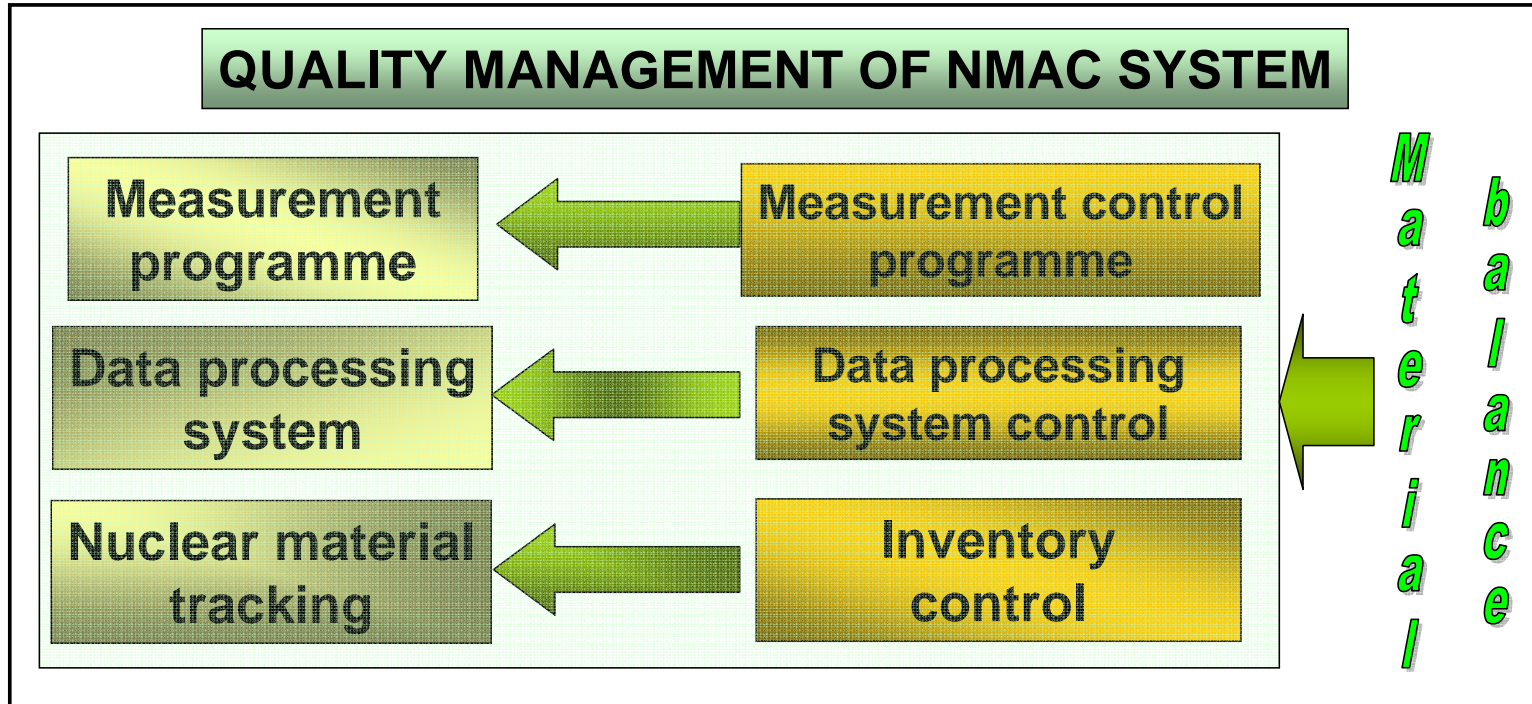 QUALITY MANAGEMENT OF NMAC SYSTEM
Measurement
programme
Measurement control
programme
Data processing
system
Data processing
system control
Nuclear material
tracking
Inventory
control
Material
balance